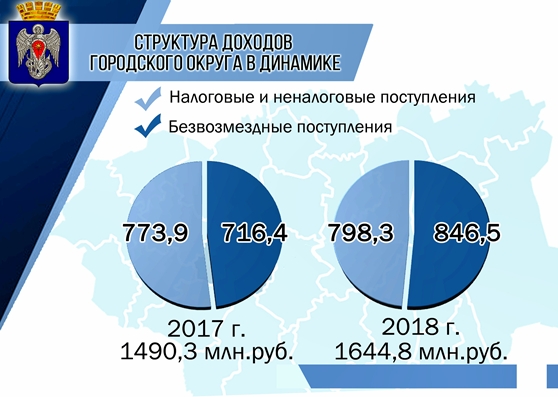 СТРУКТУРА ДОХОДОВ
ГОРОДСКОГО ОКРУГА В ДИНАМИКЕ
Налоговые и неналоговые поступления
Безвозмездные поступления
773,9 716,4 798,3 846,5
2017 г. 2018 г.
1490,3 млн.руб. 1644,8 млн.руб.